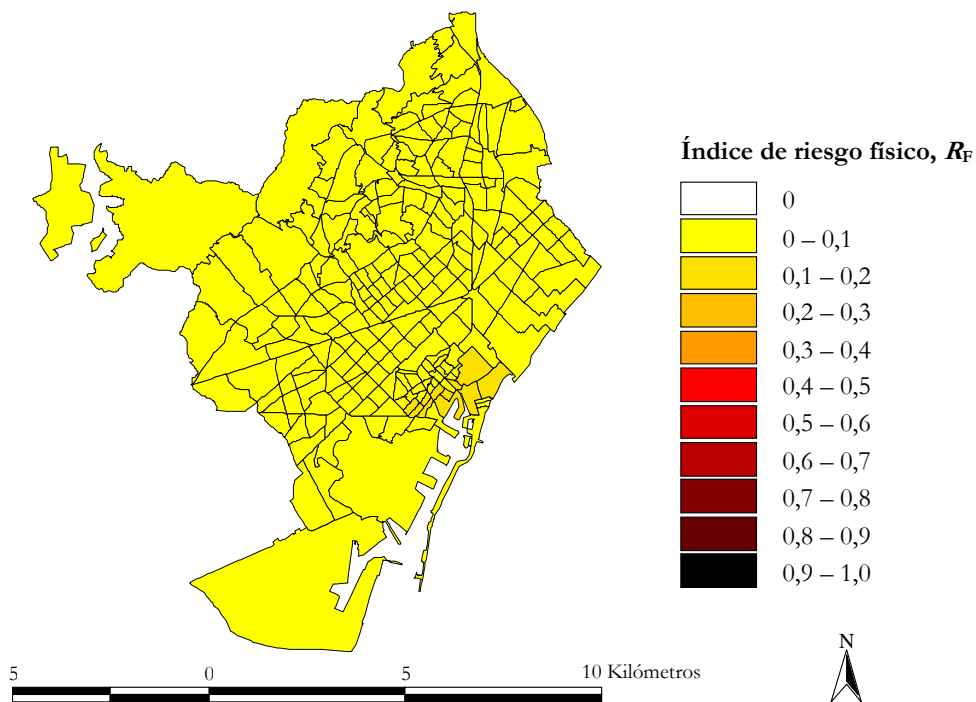 Índice de riesgo físico, RF
0
0 – 0,1
0,1 – 0,2
0,2 – 0,3
0,3 – 0,4
0,4 – 0,5
0,5 – 0,6
0,6 – 0,7
0,7 – 0,8
0,8 – 0,9
0,9 – 1,0
N
5 0 5 10 Kilómetros